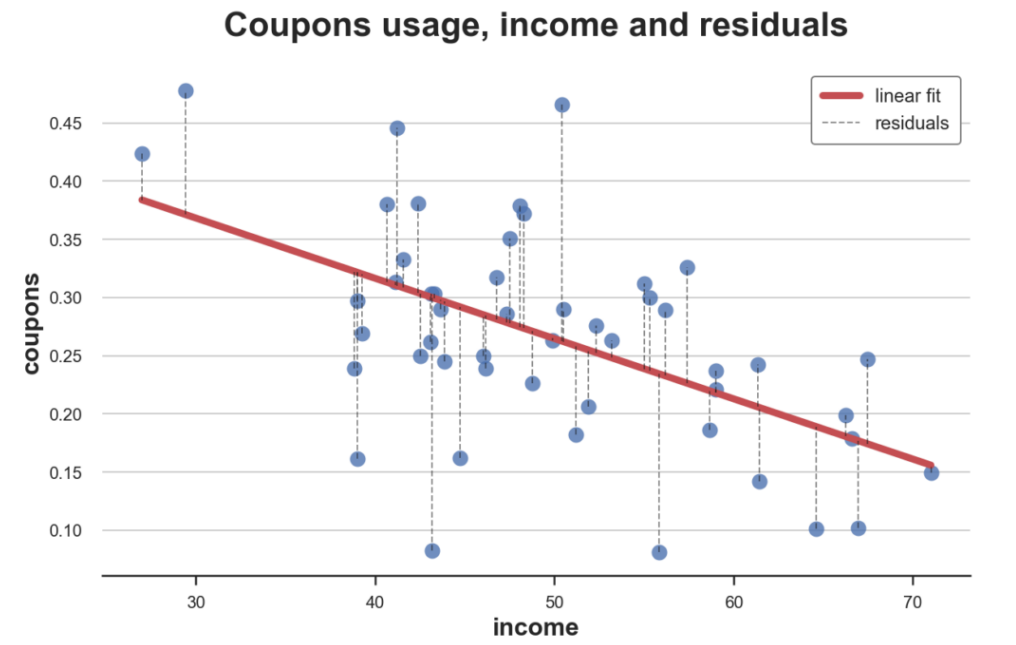 Coupons usage, income and residuals
linear fit
residuals
0.45
0.40
0.35
0.30
0.25
0.20
0.15
0.10
coupons
30 40 50 60 70
income